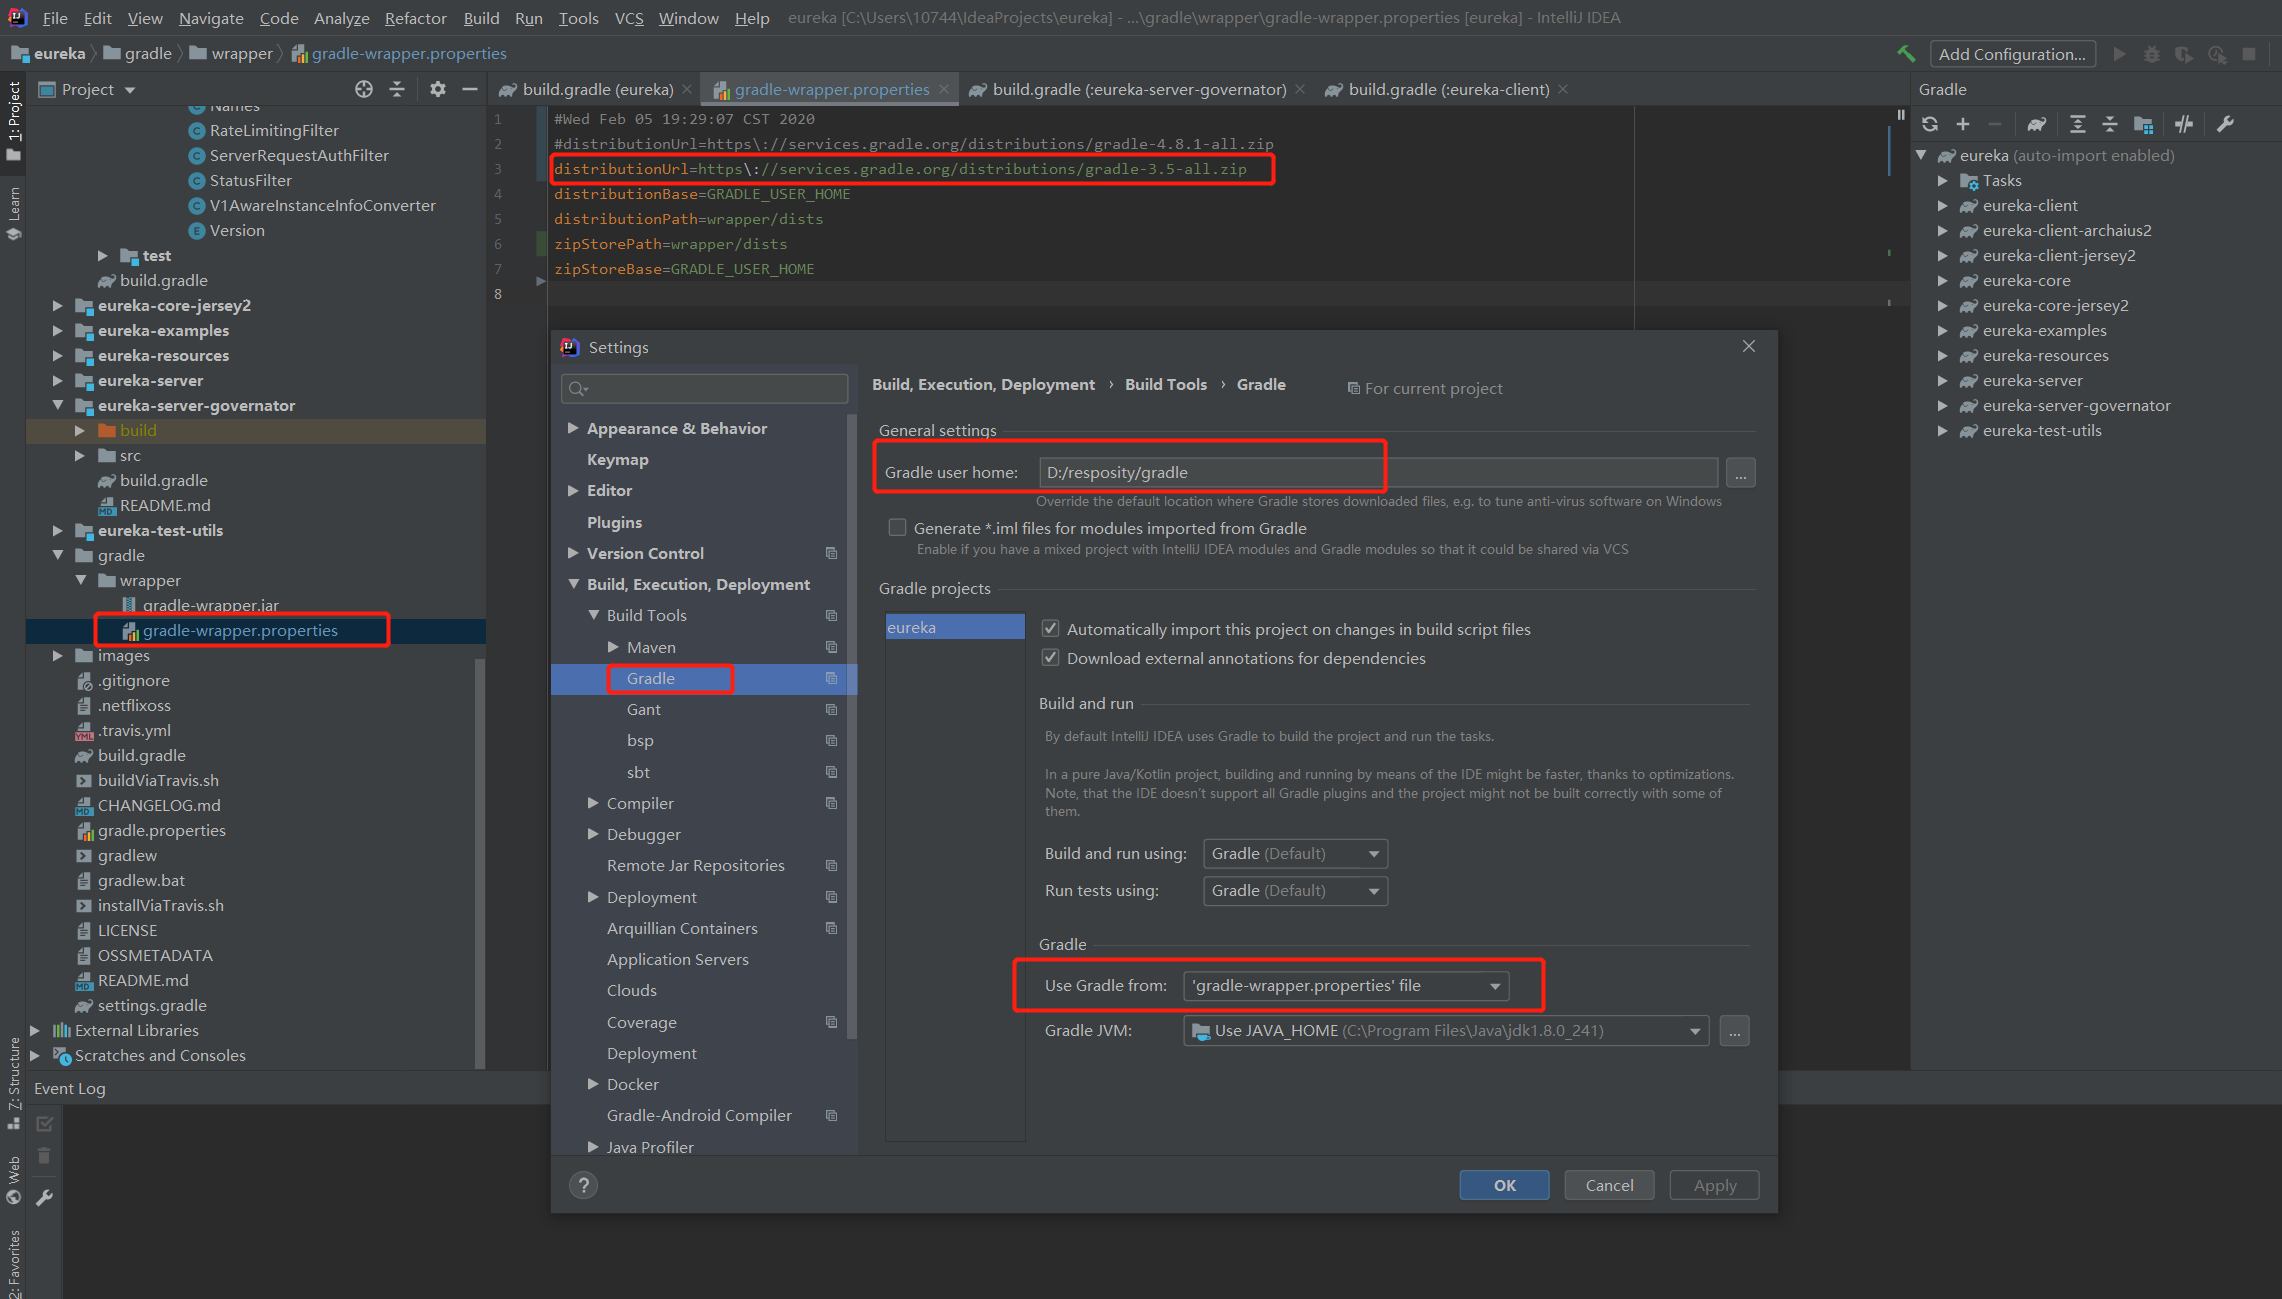 File Edit View Navigate Code Analyze Refactor Build Run Tools VCS Window Help eureka [C:\Users\10744\IdeaProjects\eureka] - ...\gradle\wrapper\gradle-wrapper.properties [eureka] - IntelliJ IDEA
eureka gradle wrapper gradle-wrapper.properties
Add Configuration...
1: Project
Learn
Z: Structure
Web
2: Favorites
Project
Names
RateLimitingFilter
ServerRequestAuthFilter
StatusFilter
V1AwareInstanceInfoConverter
Version
test
build.gradle
eureka-core-jersey2
eureka-examples
eureka-resources
eureka-server
eureka-server-governator
build
src
build.gradle
README.md
eureka-test-utils
gradle
wrapper
gradle-wrapper.jar
gradle-wrapper.properties
images
.gitignore
.netflixoss
.travis.yml
build.gradle
buildViaTravis.sh
CHANGELOG.md
gradle.properties
gradlew
gradlew.bat
installViaTravis.sh
LICENSE
OSSMETADATA
README.md
settings.gradle
External Libraries
Scratches and Consoles
Event Log
build.gradle (eureka) gradle-wrapper.properties build.gradle (:eureka-server-governator) build.gradle (:eureka-client)
1 #Wed Feb 05 19:29:07 CST 2020
2 #distributionUrl=https\://services.gradle.org/distributions/gradle-4.8.1-all.zip
3 distributionUrl=https\://services.gradle.org/distributions/gradle-3.5-all.zip
4 distributionBase=GRADLE_USER_HOME
5 distributionPath=wrapper/dists
6 zipStorePath=wrapper/dists
7 zipStoreBase=GRADLE_USER_HOME
8
Settings
Appearance & Behavior
Keymap
Editor
Plugins
Version Control
Build, Execution, Deployment
Build Tools
Maven
Gradle
Gant
bsp
sbt
Compiler
Debugger
Remote Jar Repositories
Deployment
Arquillian Containers
Application Servers
Clouds
Coverage
Deployment
Docker
Gradle-Android Compiler
Java Profiler
Build, Execution, Deployment › Build Tools › Gradle For current project
General settings
Gradle user home: D:/resposity/gradle ...
Override the default location where Gradle stores downloaded files, e.g. to tune anti-virus software on Windows
Generate *.iml files for modules imported from Gradle
Enable if you have a mixed project with IntelliJ IDEA modules and Gradle modules so that it could be shared via VCS
Gradle projects
eureka
Automatically import this project on changes in build script files
Download external annotations for dependencies
Build and run
By default IntelliJ IDEA uses Gradle to build the project and run the tasks.
In a pure Java/Kotlin project, building and running by means of the IDE might be faster, thanks to optimizations.
Note, that the IDE doesn't support all Gradle plugins and the project might not be built correctly with some of
them.
Build and run using: Gradle (Default)
Run tests using: Gradle (Default)
Gradle
Use Gradle from: 'gradle-wrapper.properties' file
Gradle JVM: Use JAVA_HOME (C:\Program Files\Java\jdk1.8.0_241) ...
? OK Cancel Apply
Gradle
eureka (auto-import enabled)
Tasks
eureka-client
eureka-client-archaius2
eureka-client-jersey2
eureka-core
eureka-core-jersey2
eureka-examples
eureka-resources
eureka-server
eureka-server-governator
eureka-test-utils